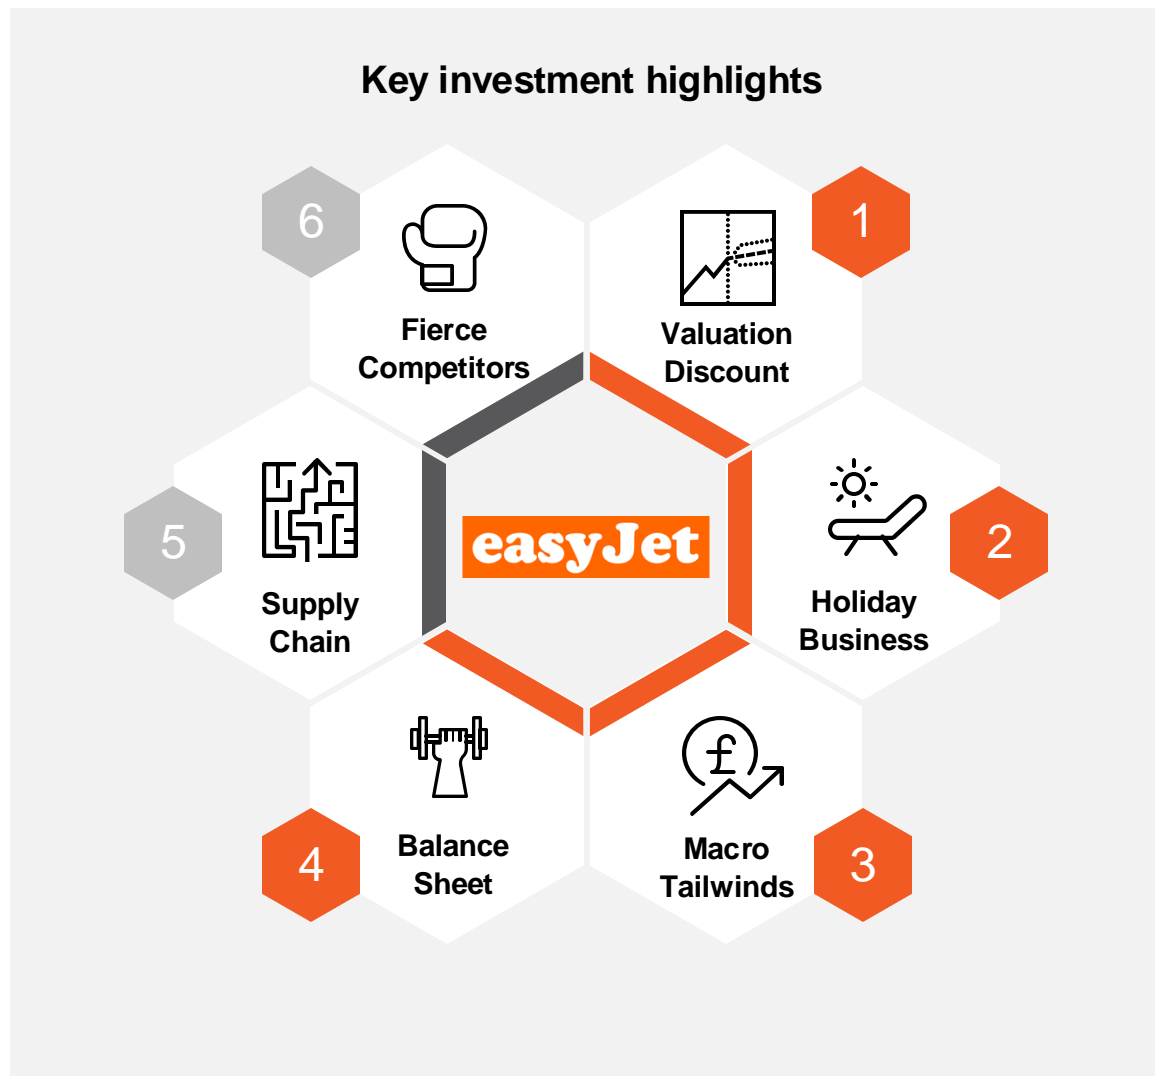 Key investment highlights
1
Valuation
Discount
2
Holiday
Business
3
£
Macro
Tailwinds
4
Balance
Sheet
5
Supply
Chain
6
Fierce
Competitors
easyJet